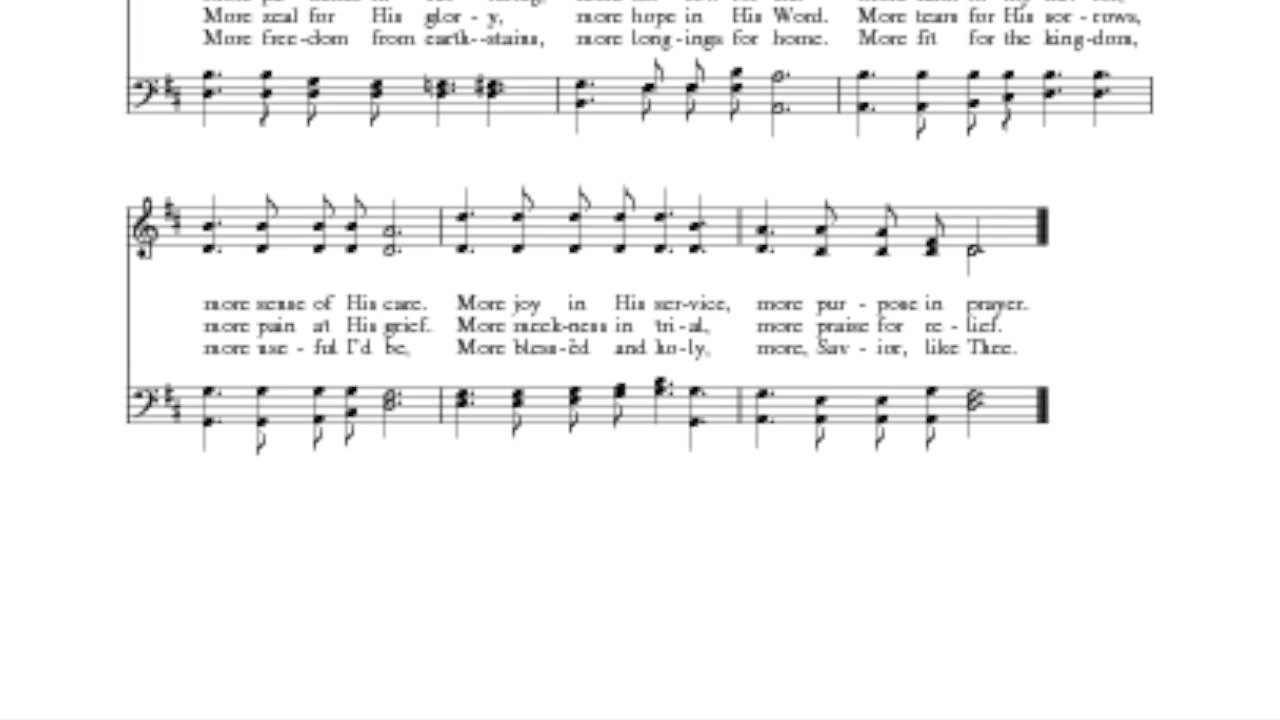 More zeal for His glor - y, more hope in His Word. More tears for His sor - rows,
More free-dom from earth--stains, more long-ings for home. More fit for the king-dom,
more sense of His care. More joy in His ser-vice, more pur - pose in prayer.
more pain at His grief. More meek-ness in tri-al, more praise for re - lief.
more use - ful I'd be, More bless-èd and ho-ly, more, Sav - ior, like Thee.